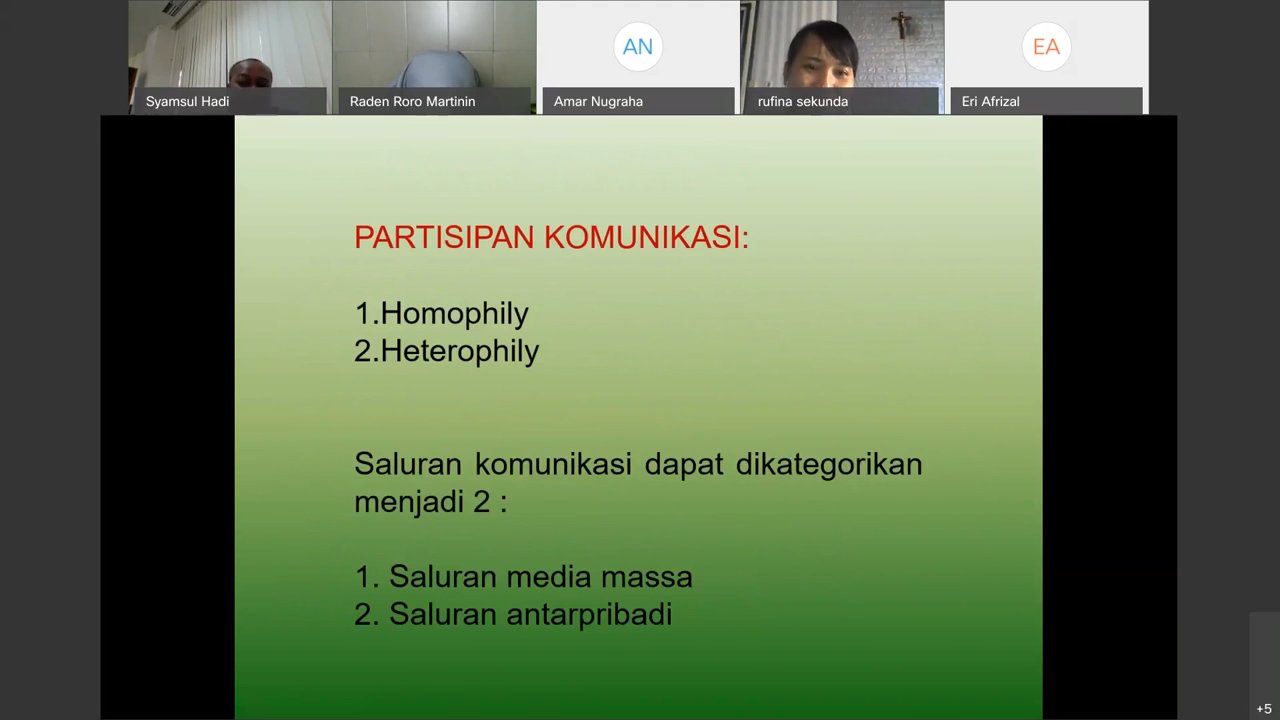 AN
EA
Syamsul Hadi
Raden Roro Martinin
Amar Nugraha
rufina sekunda
Eri Afrizal
PARTISIPAN KOMUNIKASI:
1.Homophily
2.Heterophily
Saluran komunikasi dapat dikategorikan
menjadi 2 :
1. Saluran media massa
2. Saluran antarpribadi
+5